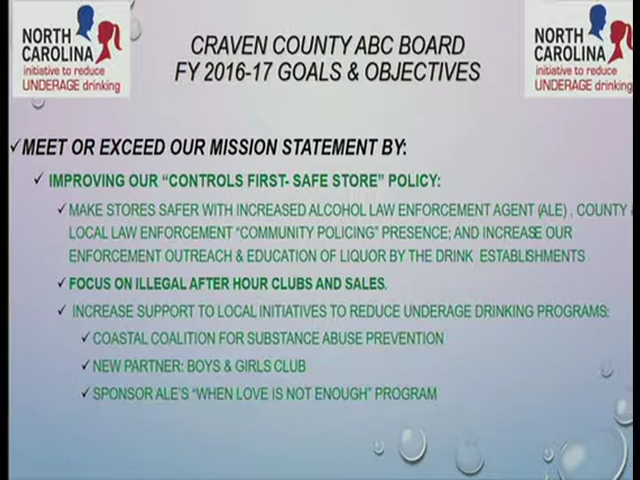 NORTH
CAROLINA
initiative to reduce
UNDERAGE drinking
CRAVEN COUNTY ABC BOARD
FY 2016-17 GOALS & OBJECTIVES
NORTH
CAROLINA
initiative to reduce
UNDERAGE drinking
✓MEET OR EXCEED OUR MISSION STATEMENT BY:
✓ IMPROVING OUR “CONTROLS FIRST- SAFE STORE” POLICY:
✓MAKE STORES SAFER WITH INCREASED ALCOHOL LAW ENFORCEMENT AGENT (ALE) , COUNTY
LOCAL LAW ENFORCEMENT “COMMUNITY POLICING” PRESENCE; AND INCREASE OUR
ENFORCEMENT OUTREACH & EDUCATION OF LIQUOR BY THE DRINK ESTABLISHMENTS
✓FOCUS ON ILLEGAL AFTER HOUR CLUBS AND SALES.
✓ INCREASE SUPPORT TO LOCAL INITIATIVES TO REDUCE UNDERAGE DRINKING PROGRAMS:
✓COASTAL COALITION FOR SUBSTANCE ABUSE PREVENTION
✓NEW PARTNER: BOYS & GIRLS CLUB
✓SPONSOR ALE’S “WHEN LOVE IS NOT ENOUGH” PROGRAM